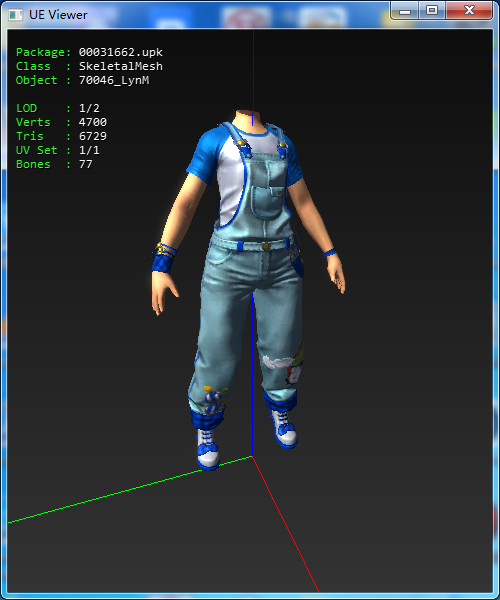 UE Viewer
Package: 00031662.upk
Class  : SkeletalMesh
Object : 70046_LynM
LOD    : 1/2
Verts  : 4700
Tris   : 6729
UV Set : 1/1
Bones  : 77